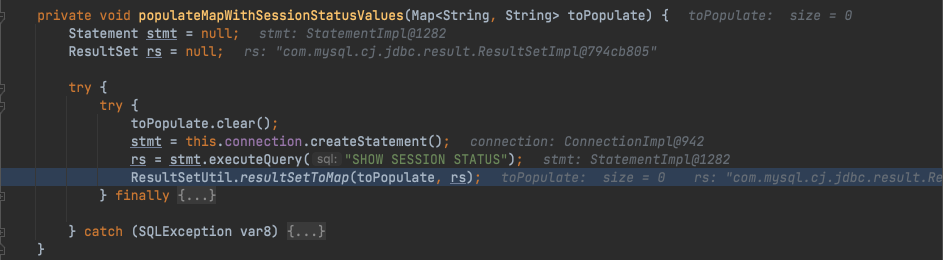 private void populateMapWithSessionStatusValues(Map<String, String> toPopulate) {   toPopulate:  size = 0
    Statement stmt = null;   stmt: StatementImpl@1282
    ResultSet rs = null;   rs: "com.mysql.cj.jdbc.result.ResultSetImpl@794cb805"
    try {
        try {
            toPopulate.clear();
            stmt = this.connection.createStatement();   connection: ConnectionImpl@942
            rs = stmt.executeQuery( sql: "SHOW SESSION STATUS");   stmt: StatementImpl@1282
            ResultSetUtil.resultSetToMap(toPopulate, rs);   toPopulate:  size = 0    rs: "com.mysql.cj.jdbc.result.Re
        } finally {...}
    } catch (SQLException var8) {...}
}